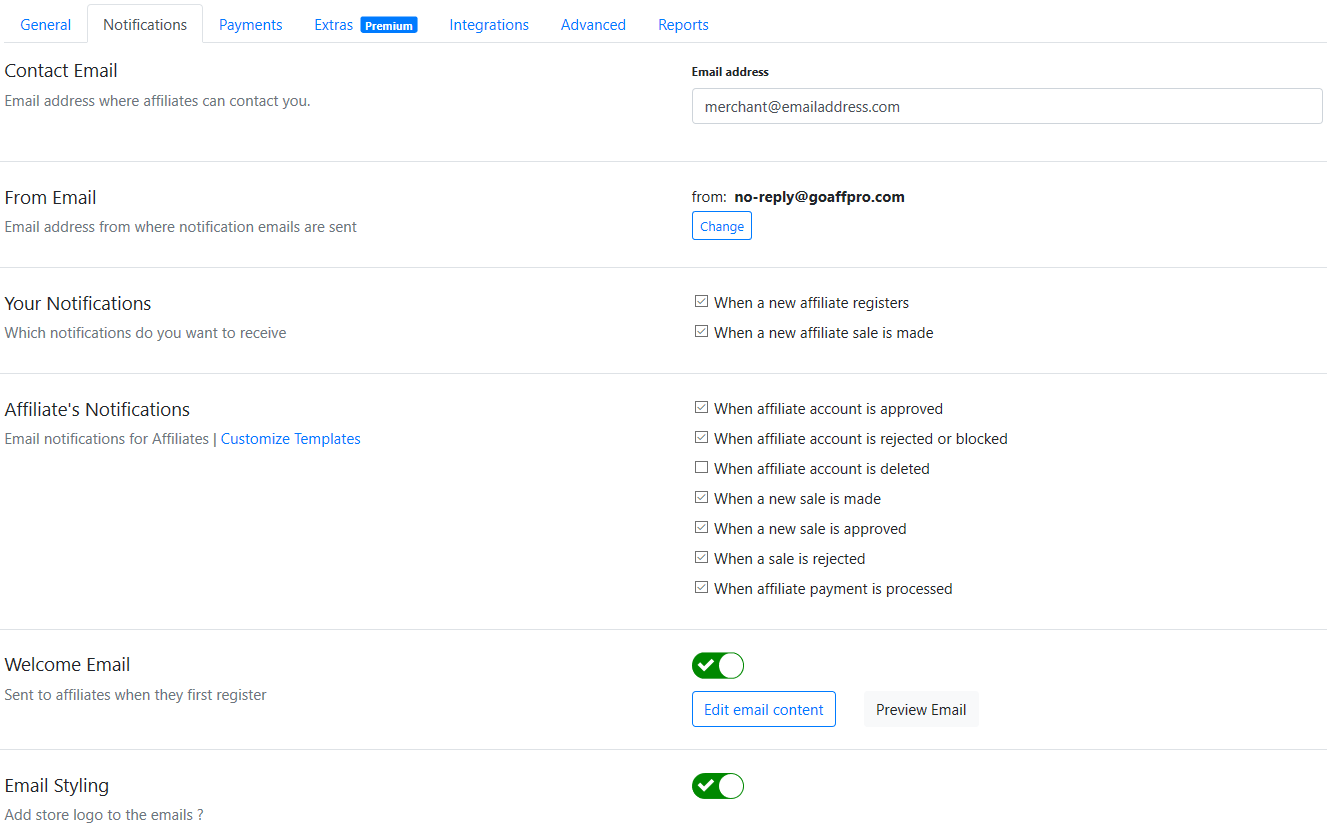 General Notifications Payments Extras Premium Integrations Advanced Reports
Contact Email
Email address where affiliates can contact you.
Email address
merchant@emailaddress.com
From Email
Email address from where notification emails are sent
from: no-reply@goaffpro.com
Change
Your Notifications
Which notifications do you want to receive
When a new affiliate registers
When a new affiliate sale is made
Affiliate's Notifications
Email notifications for Affiliates | Customize Templates
When affiliate account is approved
When affiliate account is rejected or blocked
When affiliate account is deleted
When a new sale is made
When a new sale is approved
When a sale is rejected
When affiliate payment is processed
Welcome Email
Sent to affiliates when they first register
Edit email content Preview Email
Email Styling
Add store logo to the emails ?